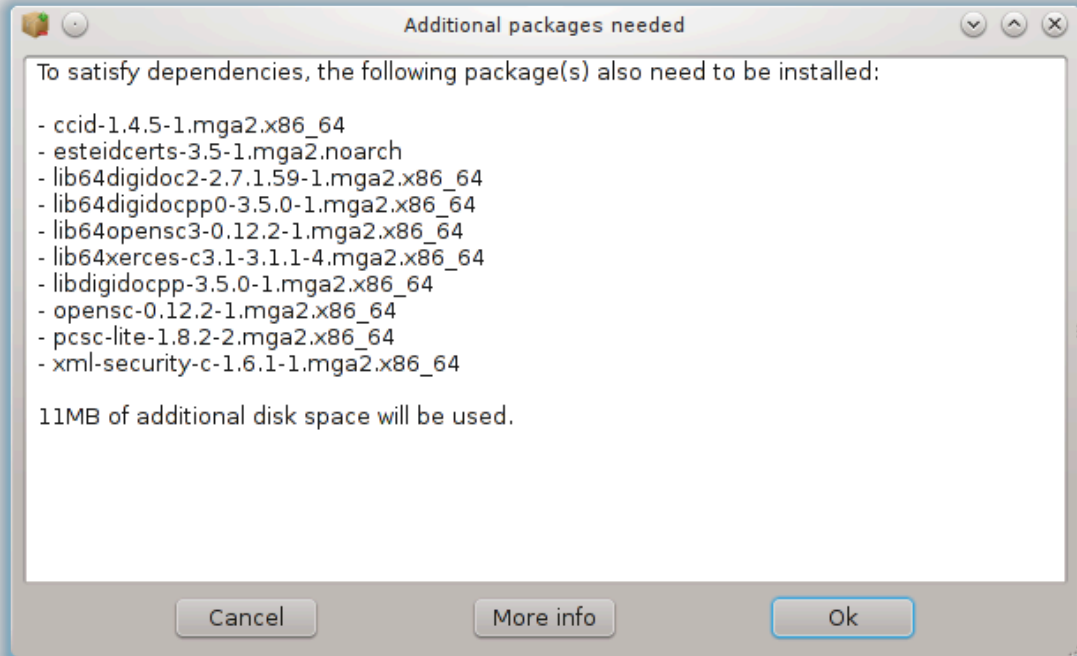 Additional packages needed
To satisfy dependencies, the following package(s) also need to be installed:
- ccid-1.4.5-1.mga2.x86_64
- esteidcerts-3.5-1.mga2.noarch
- lib64digidoc2-2.7.1.59-1.mga2.x86_64
- lib64digidocpp0-3.5.0-1.mga2.x86_64
- lib64opensc3-0.12.2-1.mga2.x86_64
- lib64xerces-c3.1-3.1.1-4.mga2.x86_64
- libdigidocpp-3.5.0-1.mga2.x86_64
- opensc-0.12.2-1.mga2.x86_64
- pcsc-lite-1.8.2-2.mga2.x86_64
- xml-security-c-1.6.1-1.mga2.x86_64
11MB of additional disk space will be used.
Cancel More info Ok